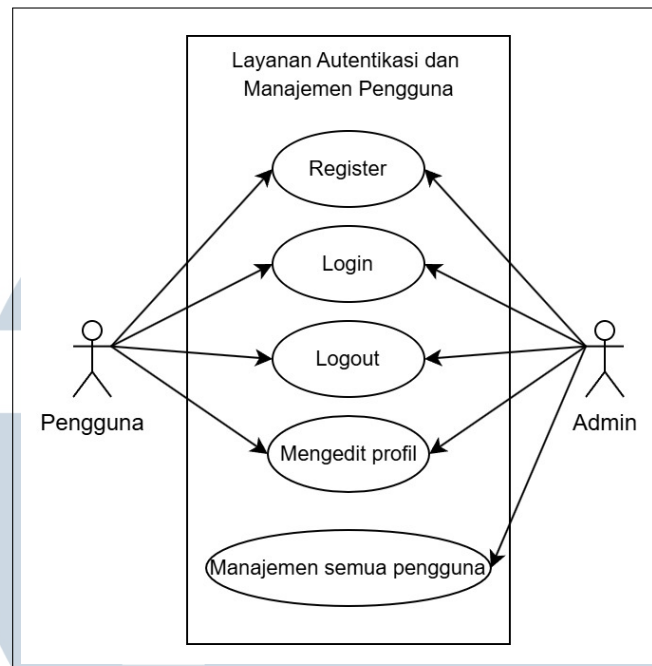 Layanan Autentikasi dan
Manajemen Pengguna
Register
Login
Logout
Pengguna
Admin
Mengedit profil
Manajemen semua pengguna